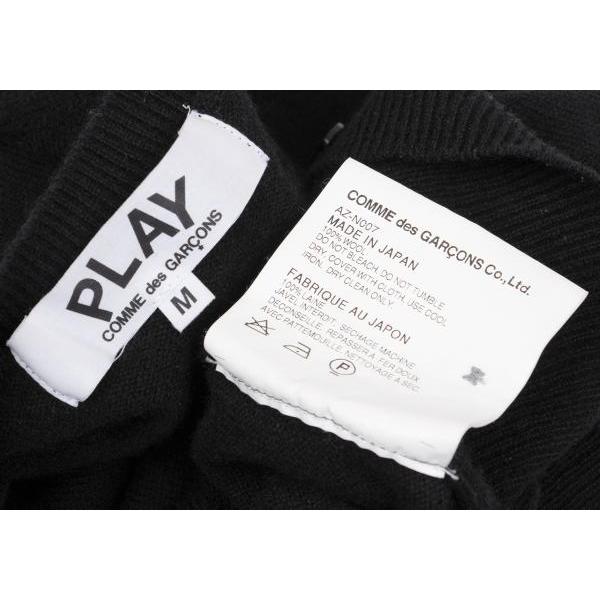 PLAY
COMME des GARÇONS
M
COMME des GARÇONS Co., Ltd.
AZ-N007
MADE IN JAPAN
100% WOOL
DO NOT BLEACH, DO NOT TUMBLE
DRY, COVER WITH CLOTH, USE COOL
IRON, DRY CLEAN ONLY
FABRIQUE AU JAPON
100% LAINE
JAVEL INTERDIT, SECHAGE MACHINE
DECONSEILLE, REPASSER A FER DOUX
AVEC PATTEMOUILLE, NETTOYAGE A SEC.
P